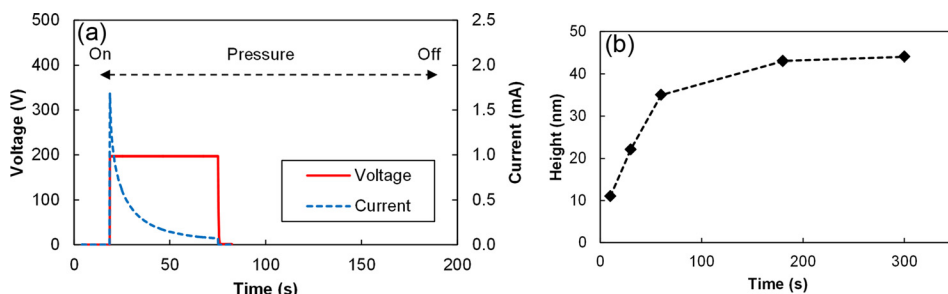 (a)
On
Pressure
Off
500
400
300
200
100
0
Voltage (V)
2.5
2.0
1.5
1.0
0.5
0.0
Current (mA)
Voltage
Current
0
50
100
150
200
Time (s)
(b)
50
40
30
20
10
0
Height (nm)
0
100
200
300
Time (s)